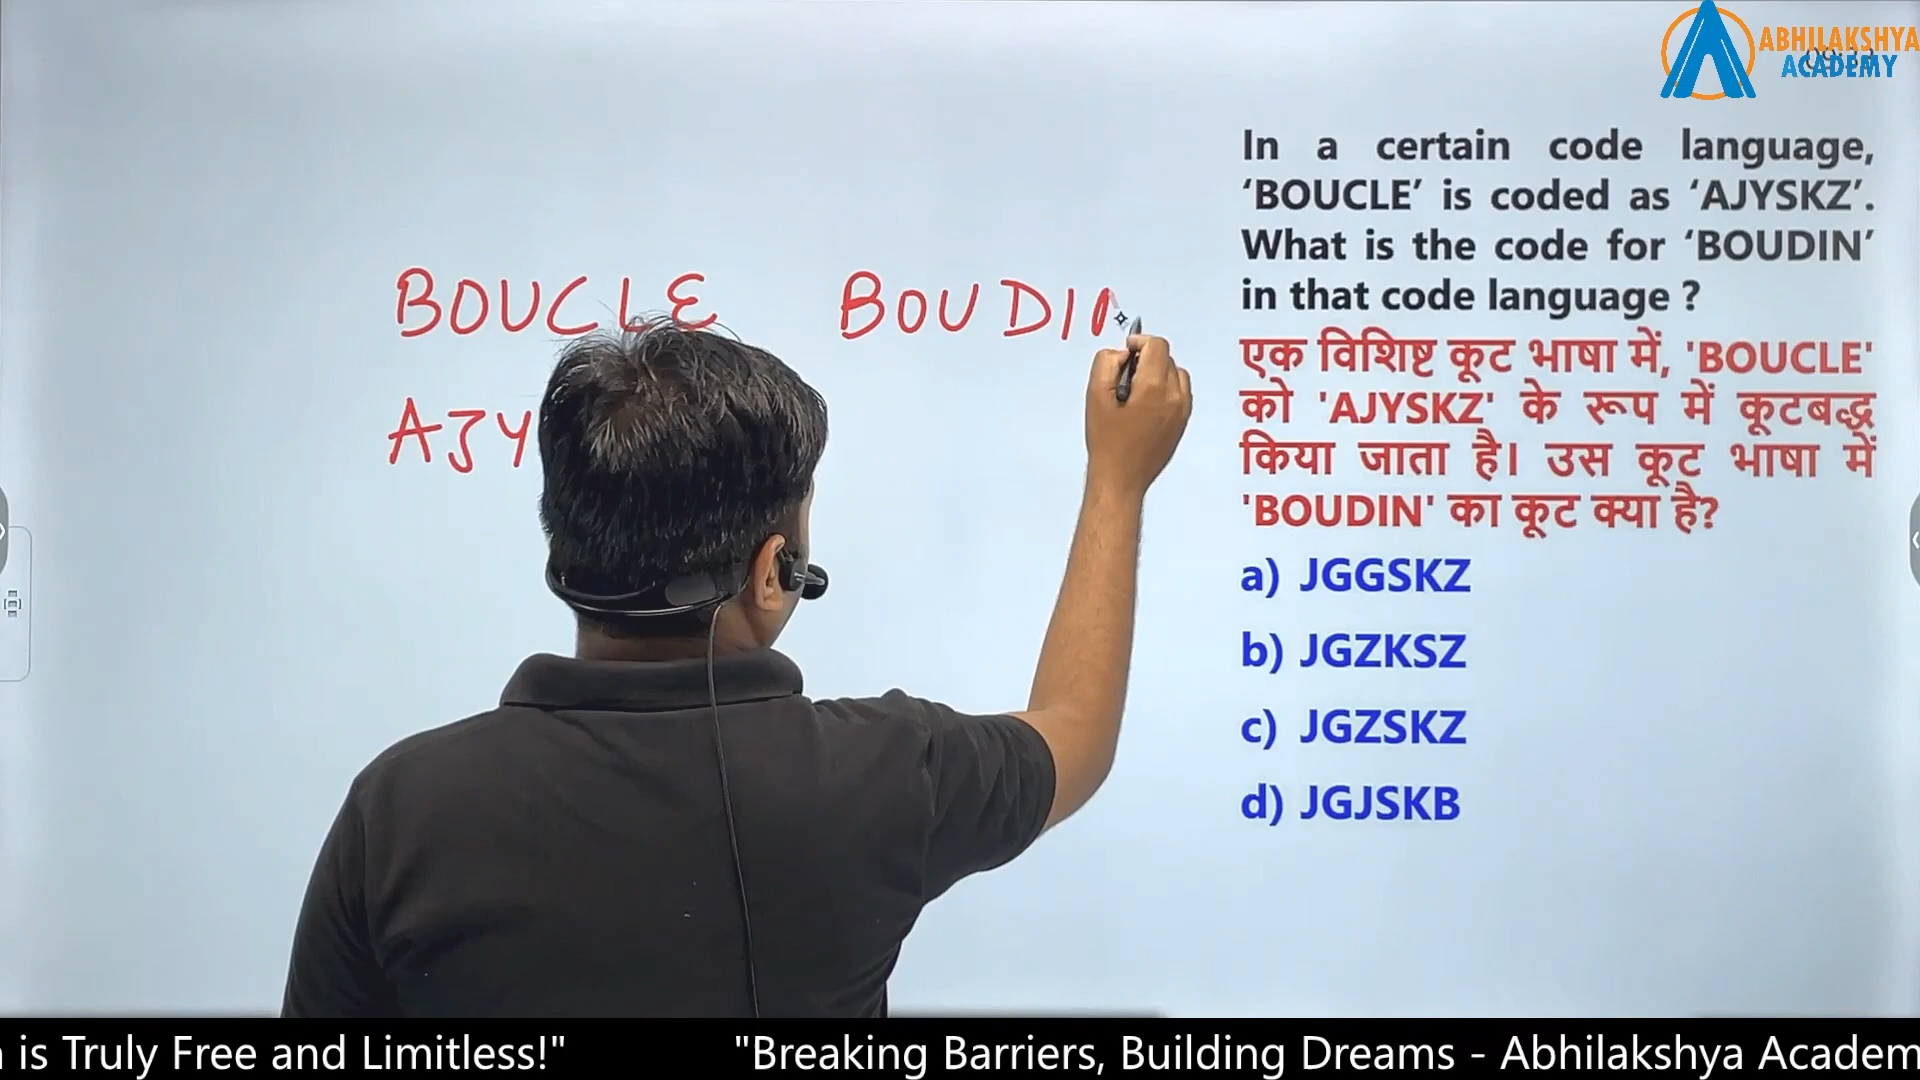 ABHILAKSHYA
ACADEMY
In a certain code language,
‘BOUCLE’ is coded as ‘AJYSKZ’.
What is the code for ‘BOUDIN’
in that code language ?
एक विशिष्ट कूट भाषा में, 'BOUCLE'
को 'AJYSKZ' के रूप में कूटबद्ध
किया जाता है। उस कूट भाषा में
'BOUDIN' का कूट क्या है?
a) JGGSKZ
b) JGZKSZ
c) JGZSKZ
d) JGJSKB
BOUCLE BOUDIN
AJY
is Truly Free and Limitless!" "Breaking Barriers, Building Dreams - Abhilakshya Academ